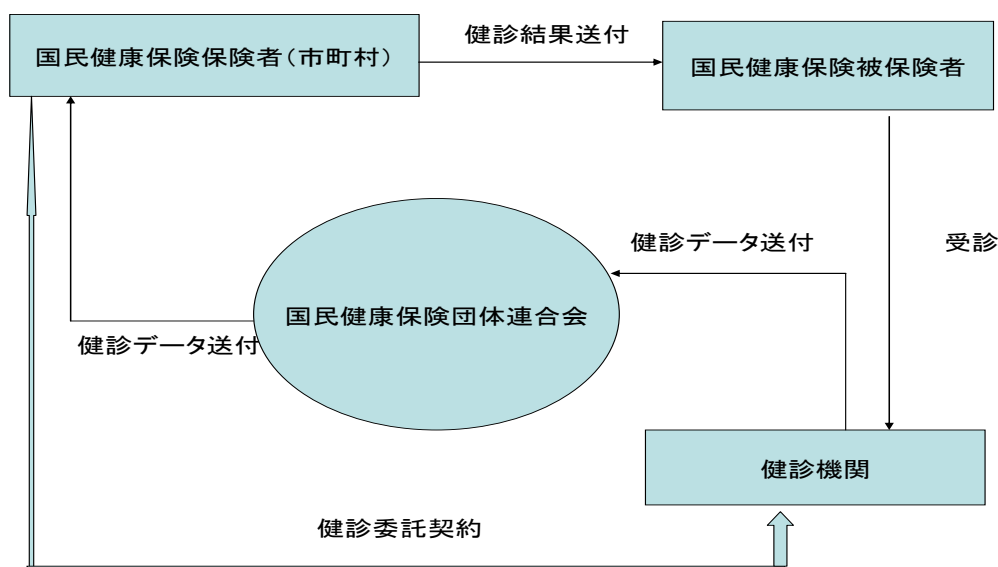 健診結果送付
国民健康保険保険者（市町村）
国民健康保険被保険者
健診データ送付
受診
国民健康保険団体連合会
健診データ送付
健診機関
健診委託契約